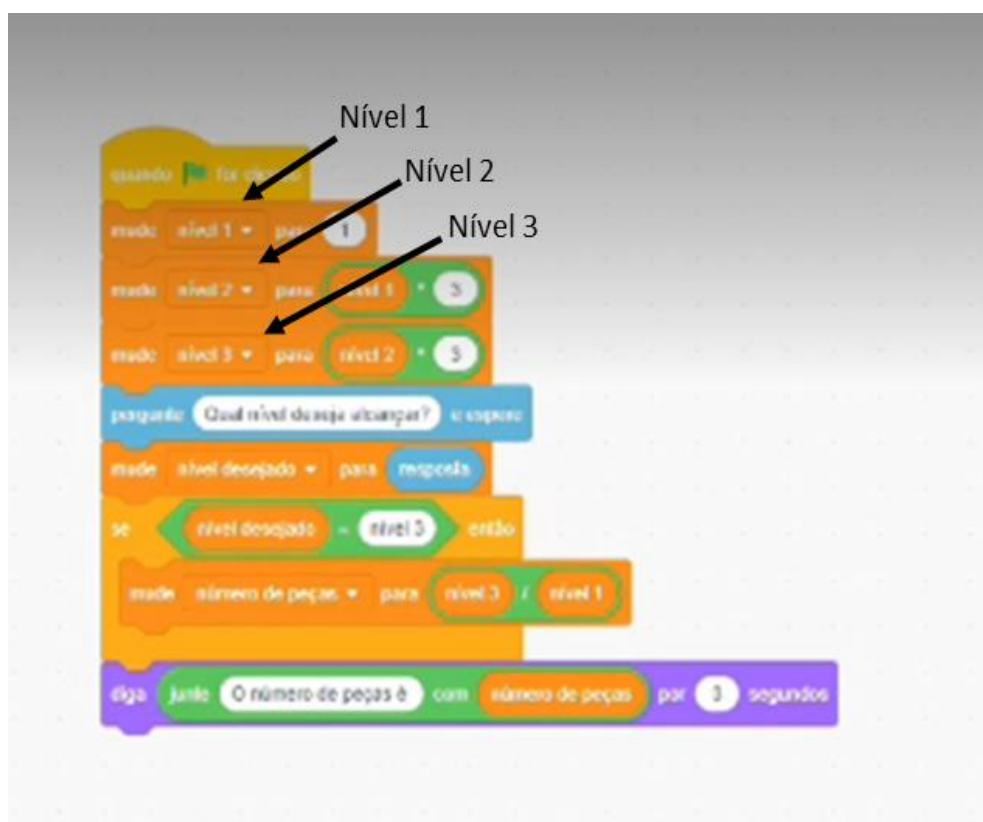 Nível 1
Nível 2
Nível 3
quando for
mude nível 1 para 1
mude nível 2 para nível 1 * 3
mude nível 3 para nível 2 * 3
pergunte Qual nível deseja alcançar? e espere
mude nível desejado para resposta
se nível desejado = nível 3 então
mude número de peças para nível 3 / nível 1
diga junte O número de peças é com número de peças por 3 segundos